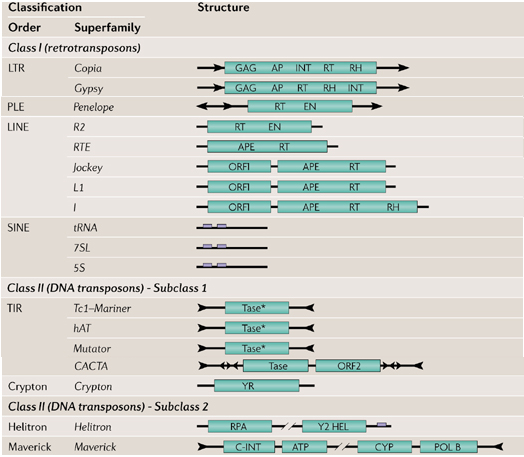 Classification Structure
Order Superfamily
Class I (retrotransposons)
LTR Copia GAG AP INT RT RH
Gypsy GAG AP RT RH INT
PLE Penelope RT EN
LINE R2 RT EN
RTE APE RT
Jockey ORFI APE RT
L1 ORFI APE RT
I ORFI APE RT RH
SINE tRNA
7SL
5S
Class II (DNA transposons) - Subclass 1
TIR Tc1–Mariner Tase*
hAT Tase*
Mutator Tase*
CACTA Tase ORF2
Crypton Crypton YR
Class II (DNA transposons) - Subclass 2
Helitron Helitron RPA Y2 HEL
Maverick Maverick C-INT ATP CYP POL B